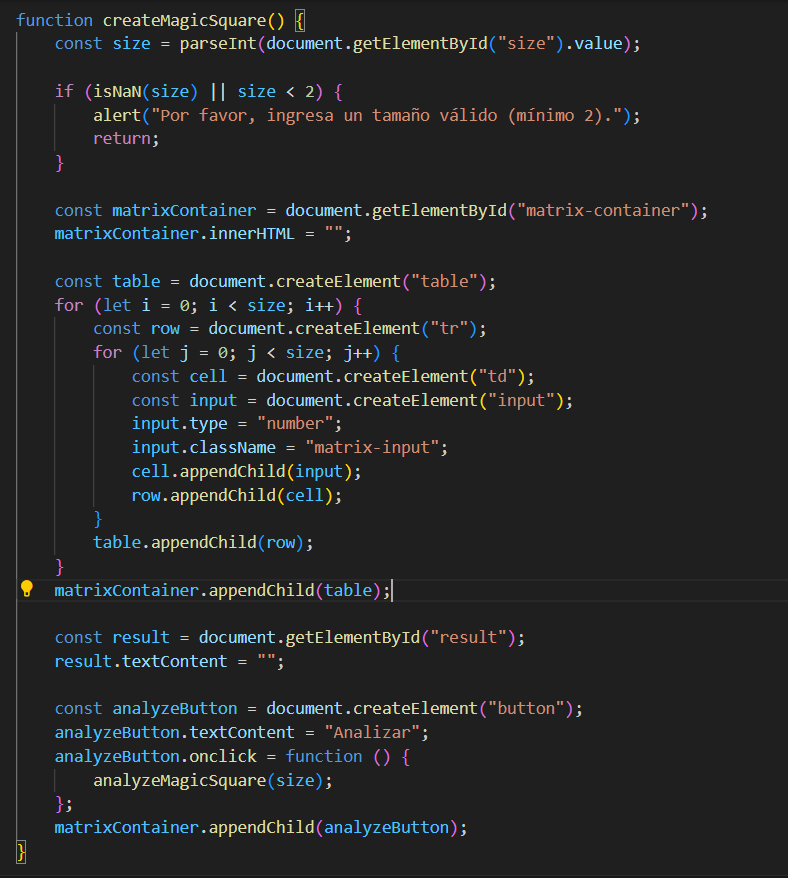 function createMagicSquare() {
    const size = parseInt(document.getElementById("size").value);

    if (isNaN(size) || size < 2) {
        alert("Por favor, ingresa un tamaño válido (mínimo 2).");
        return;
    }

    const matrixContainer = document.getElementById("matrix-container");
    matrixContainer.innerHTML = "";

    const table = document.createElement("table");
    for (let i = 0; i < size; i++) {
        const row = document.createElement("tr");
        for (let j = 0; j < size; j++) {
            const cell = document.createElement("td");
            const input = document.createElement("input");
            input.type = "number";
            input.className = "matrix-input";
            cell.appendChild(input);
            row.appendChild(cell);
        }
        table.appendChild(row);
    }
    matrixContainer.appendChild(table);

    const result = document.getElementById("result");
    result.textContent = "";

    const analyzeButton = document.createElement("button");
    analyzeButton.textContent = "Analizar";
    analyzeButton.onclick = function () {
        analyzeMagicSquare(size);
    };
    matrixContainer.appendChild(analyzeButton);
}